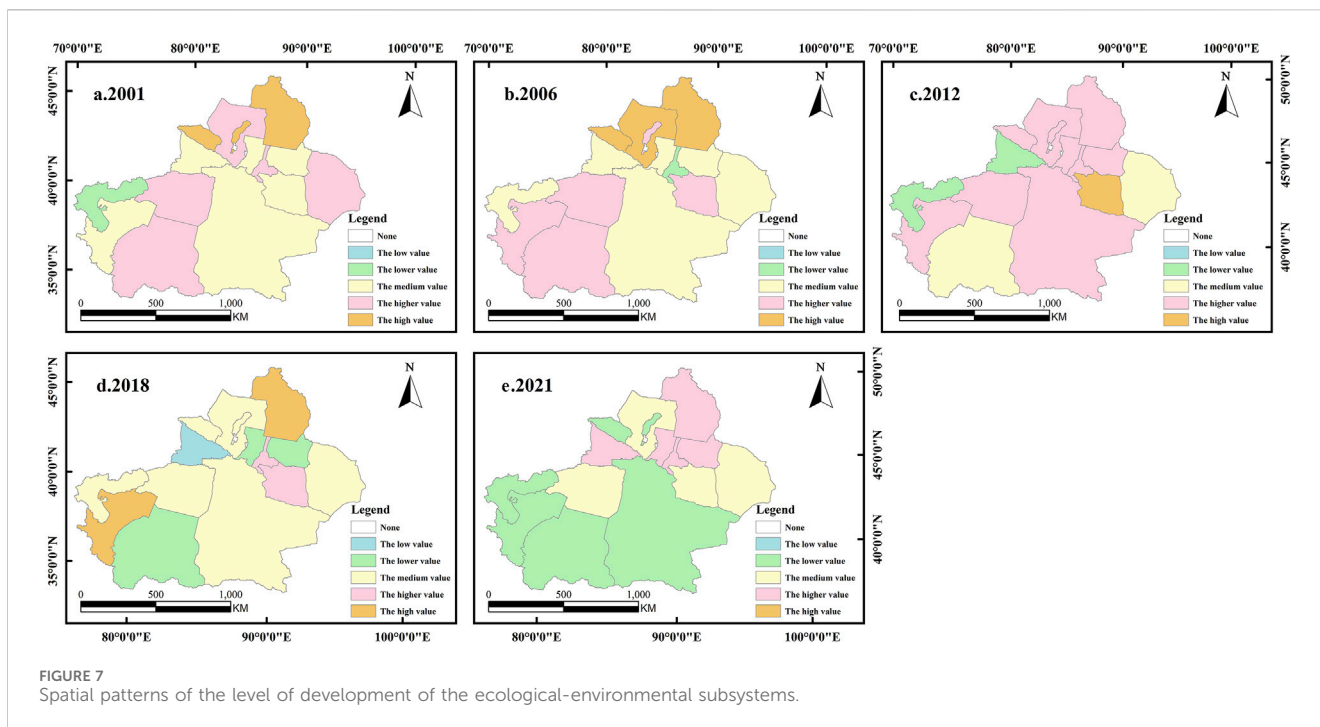 70°0'0"E 80°0'0"E 90°0'0"E 100°0'0"E
70°0'0"E 80°0'0"E 90°0'0"E 100°0'0"E
70°0'0"E 80°0'0"E 90°0'0"E 100°0'0"E
a.2001
N
45°0'0"N
40°0'0"N
35°0'0"N
Legend
None
The low value
The lower value
The medium value
The higher value
The high value
0 500 1,000
KM
b.2006
N
Legend
None
The low value
The lower value
The medium value
The higher value
The high value
0 500 1,000
KM
c.2012
N
50°0'0"N
45°0'0"N
40°0'0"N
Legend
None
The low value
The lower value
The medium value
The higher value
The high value
0 500 1,000
KM
d.2018
N
45°0'0"N
40°0'0"N
35°0'0"N
Legend
None
The low value
The lower value
The medium value
The higher value
The high value
0 500 1,000
KM
80°0'0"E 90°0'0"E 100°0'0"E
e.2021
N
50°0'0"N
45°0'0"N
40°0'0"N
Legend
None
The low value
The lower value
The medium value
The higher value
The high value
0 500 1,000
KM
80°0'0"E 90°0'0"E 100°0'0"E
FIGURE 7
Spatial patterns of the level of development of the ecological-environmental subsystems.